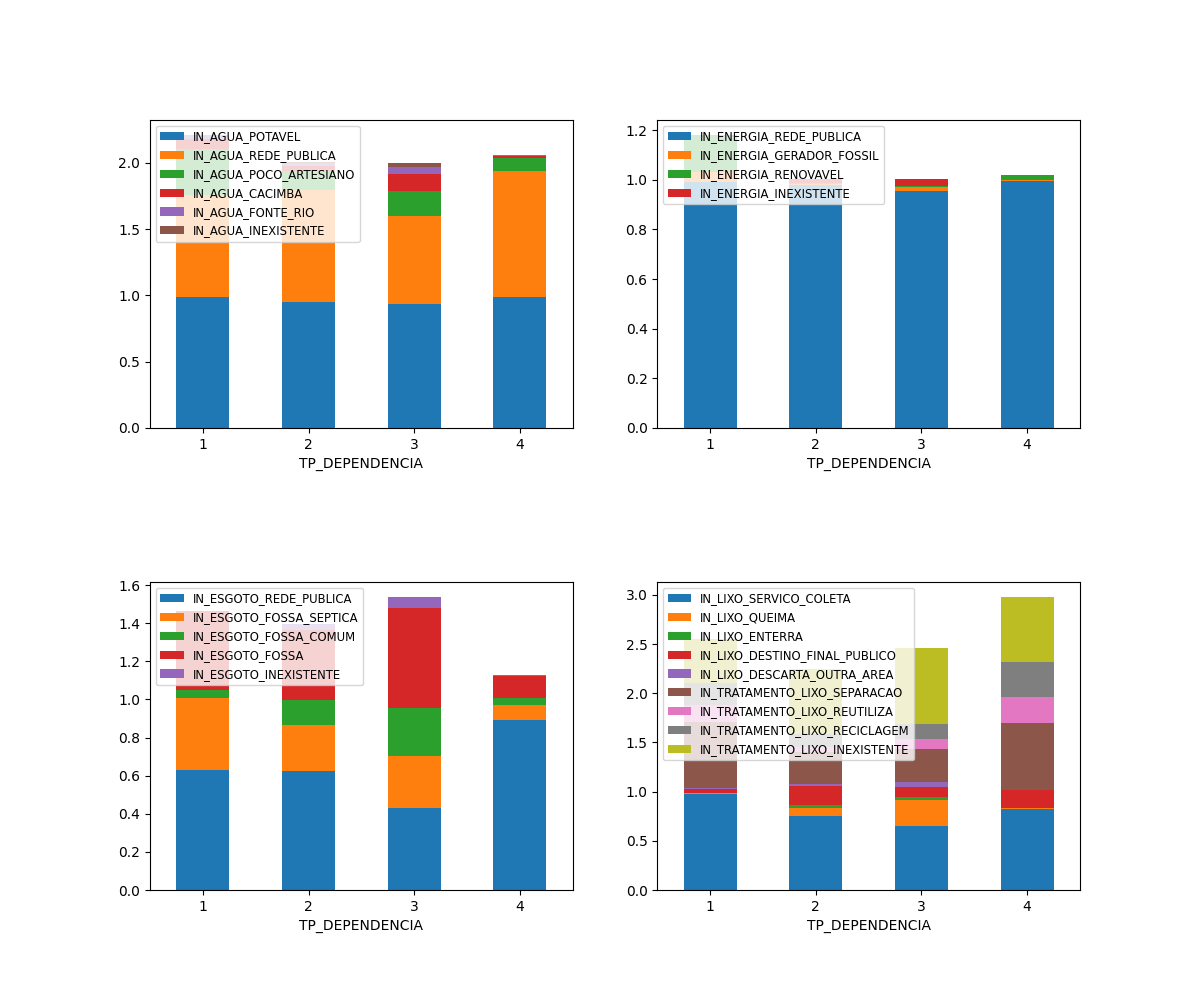 2.0
1.5
1.0
0.5
0.0
IN_AGUA_POTAVEL
IN_AGUA_REDE_PUBLICA
IN_AGUA_POCO_ARTESIANO
IN_AGUA_CACIMBA
IN_AGUA_FONTE_RIO
IN_AGUA_INEXISTENTE
1 2 3 4
TP_DEPENDENCIA
1.2
1.0
0.8
0.6
0.4
0.2
0.0
IN_ENERGIA_REDE_PUBLICA
IN_ENERGIA_GERADOR_FOSSIL
IN_ENERGIA_RENOVAVEL
IN_ENERGIA_INEXISTENTE
1 2 3 4
TP_DEPENDENCIA
1.6
1.4
1.2
1.0
0.8
0.6
0.4
0.2
0.0
IN_ESGOTO_REDE_PUBLICA
IN_ESGOTO_FOSSA_SEPTICA
IN_ESGOTO_FOSSA_COMUM
IN_ESGOTO_FOSSA
IN_ESGOTO_INEXISTENTE
1 2 3 4
TP_DEPENDENCIA
3.0
2.5
2.0
1.5
1.0
0.5
0.0
IN_LIXO_SERVICO_COLETA
IN_LIXO_QUEIMA
IN_LIXO_ENTERRA
IN_LIXO_DESTINO_FINAL_PUBLICO
IN_LIXO_DESCARTA_OUTRA_AREA
IN_TRATAMENTO_LIXO_SEPARACAO
IN_TRATAMENTO_LIXO_REUTILIZA
IN_TRATAMENTO_LIXO_RECICLAGEM
IN_TRATAMENTO_LIXO_INEXISTENTE
1 2 3 4
TP_DEPENDENCIA